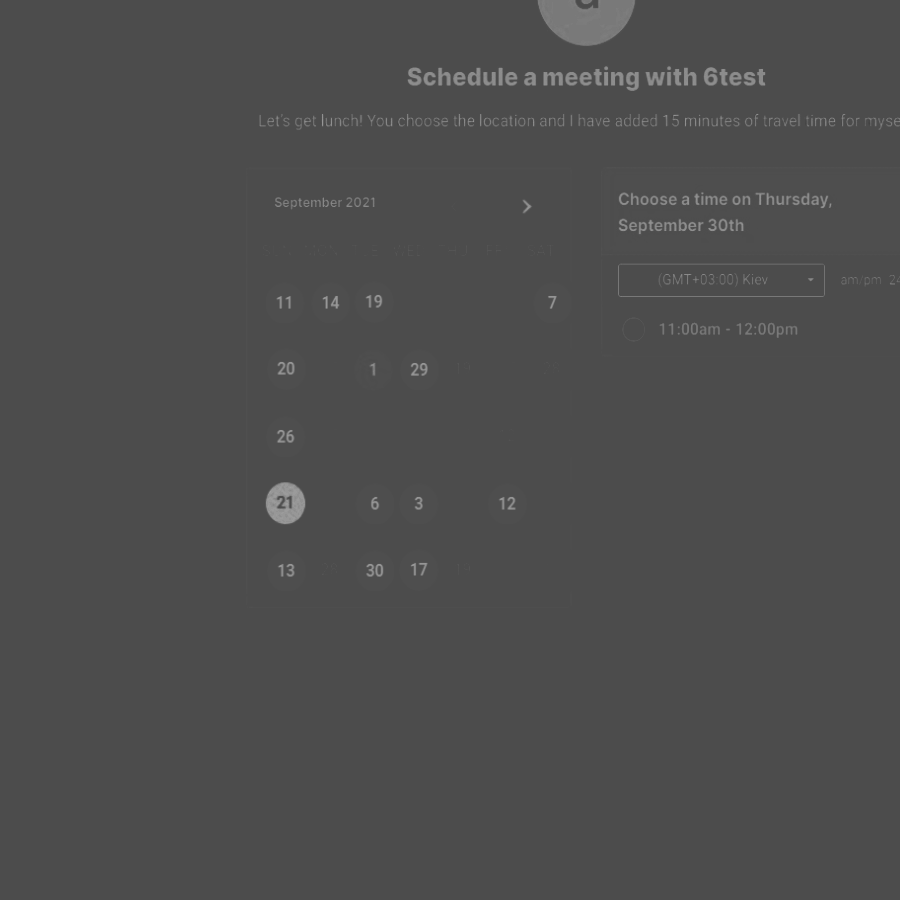 a
Schedule a meeting with 6test
Let's get lunch! You choose the location and I have added 15 minutes of travel time for
September 2021
11 14 19 7
20 1 29
26
21 6 3 12
13 30 17
Choose a time on Thursday,
September 30th
(GMT+03:00) Kiev am/pm
11:00am - 12:00pm